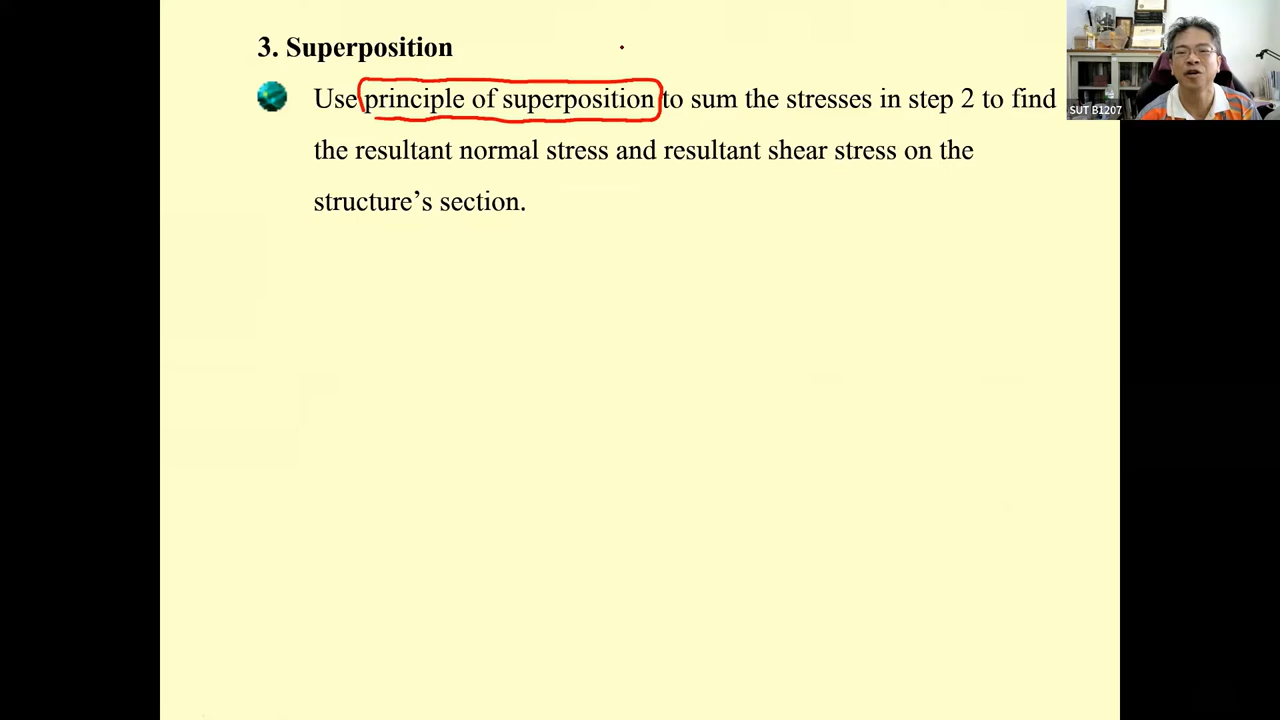 3. Superposition
Use principle of superposition to sum the stresses in step 2 to find
the resultant normal stress and resultant shear stress on the
structure’s section.
SUT B1207